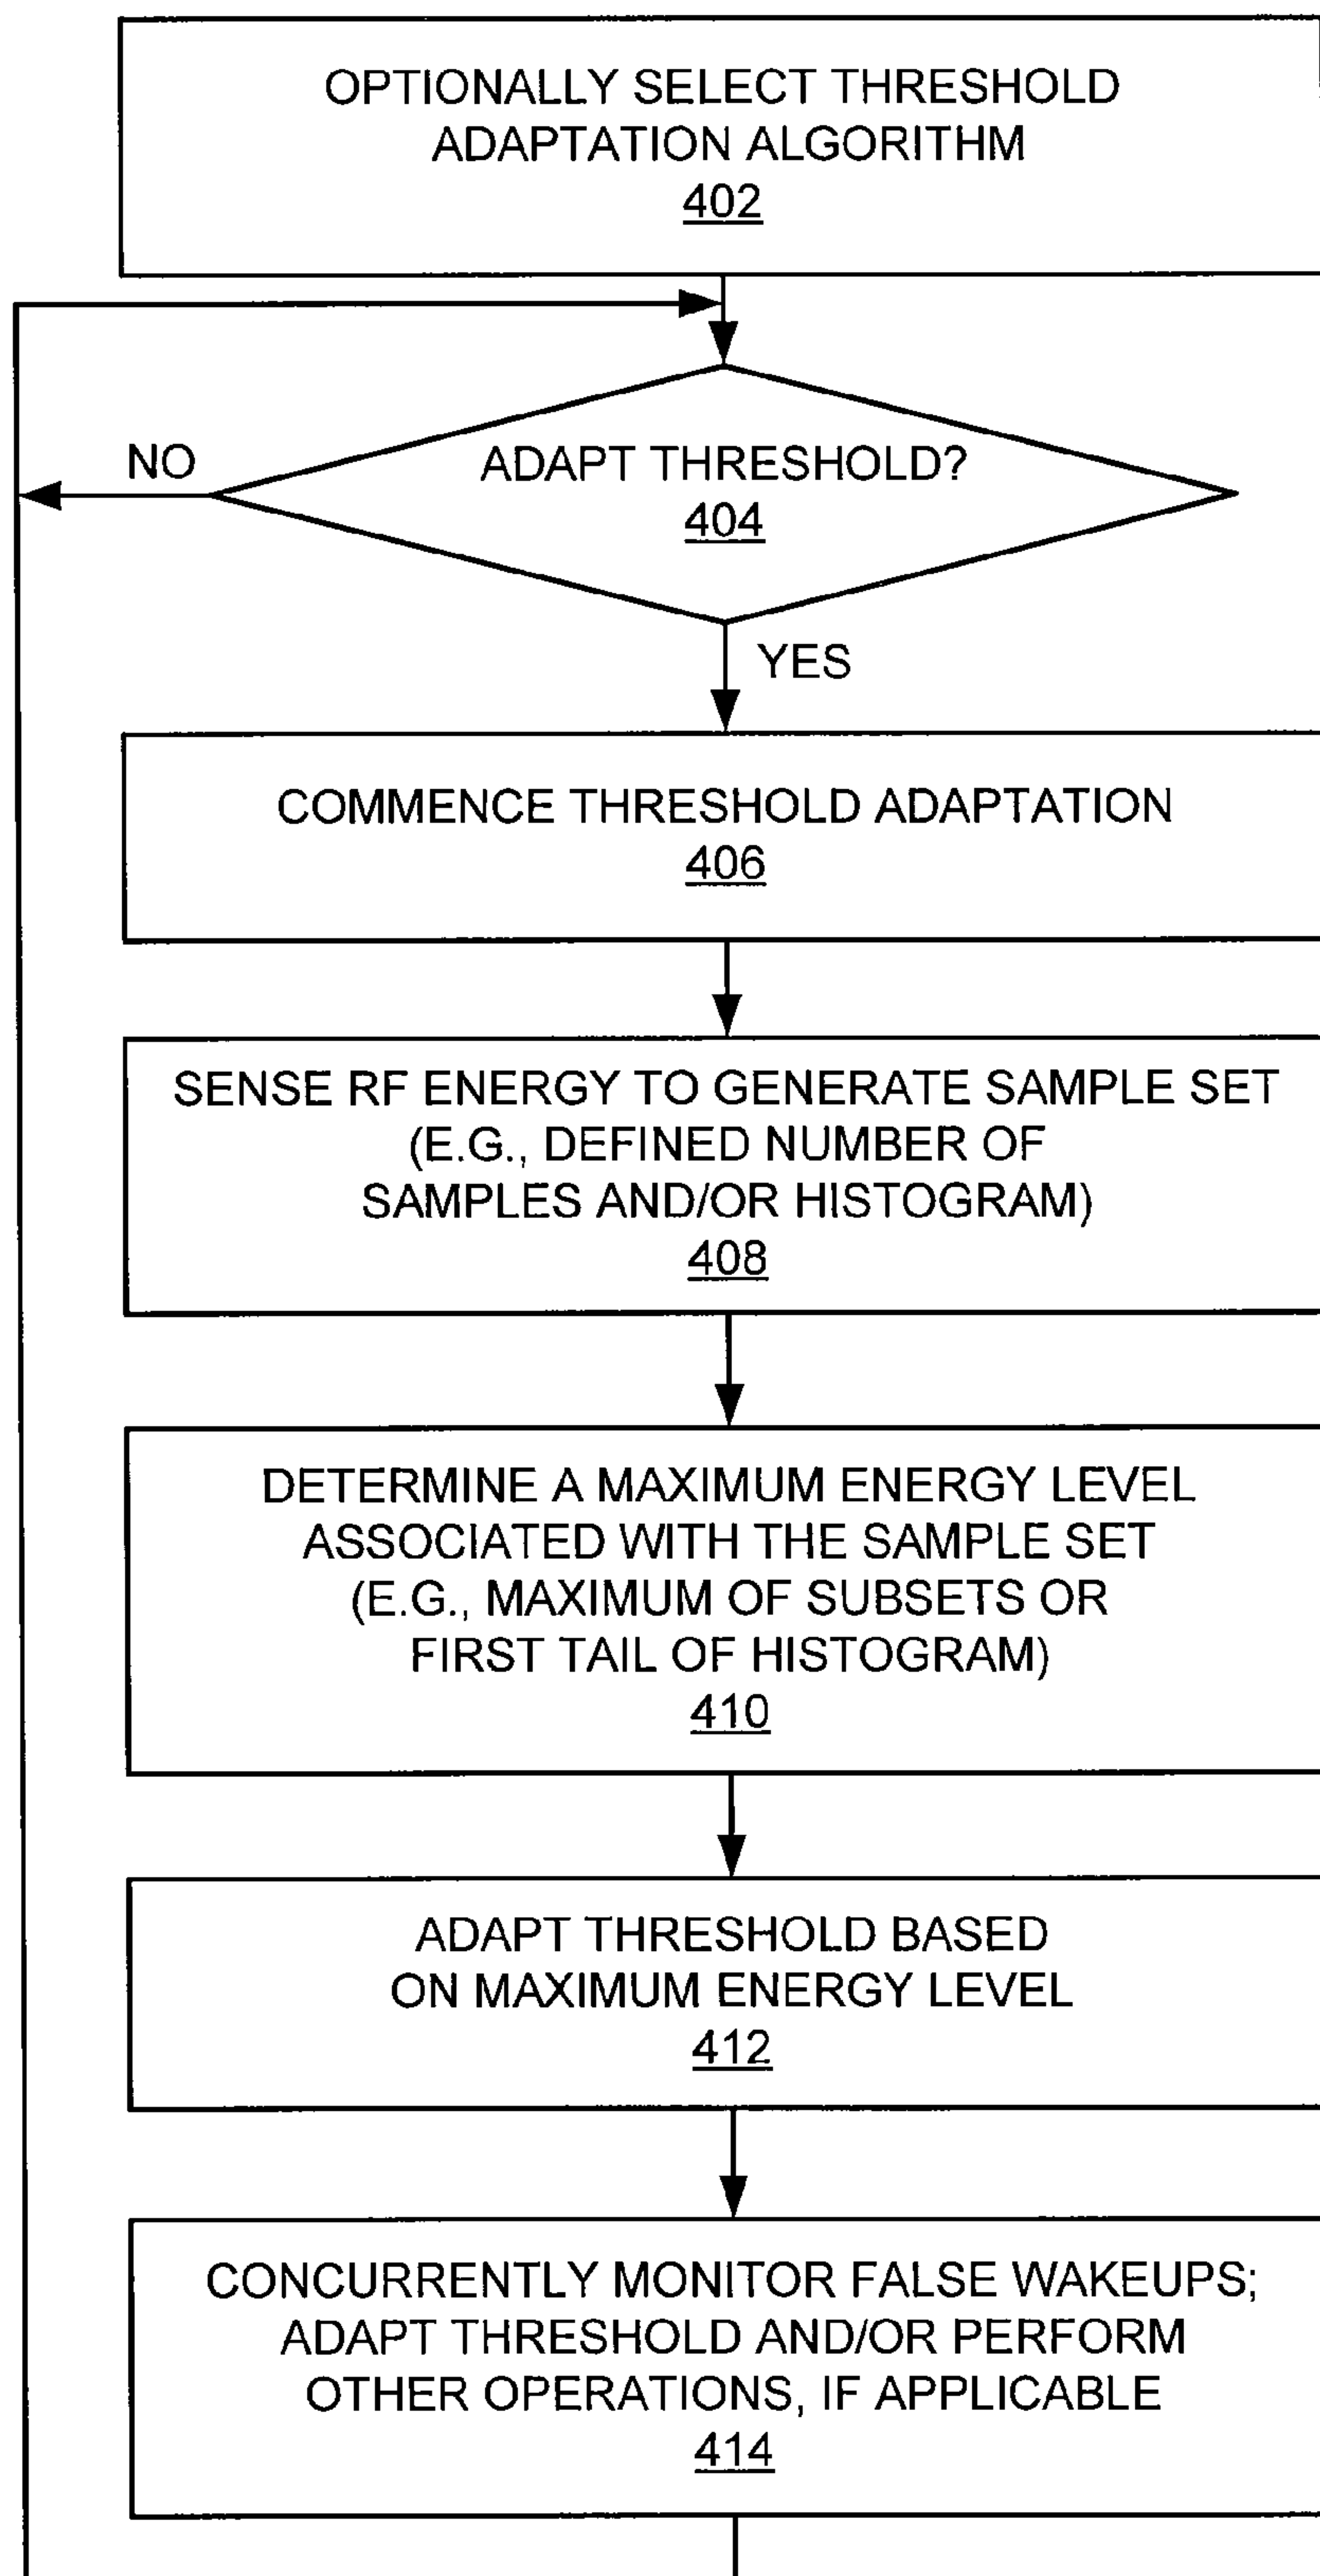 OPTIONALLY SELECT THRESHOLD
ADAPTATION ALGORITHM
402
NO
ADAPT THRESHOLD?
404
YES
COMMENCE THRESHOLD ADAPTATION
406
SENSE RF ENERGY TO GENERATE SAMPLE SET
(E.G., DEFINED NUMBER OF
SAMPLES AND/OR HISTOGRAM)
408
DETERMINE A MAXIMUM ENERGY LEVEL
ASSOCIATED WITH THE SAMPLE SET
(E.G., MAXIMUM OF SUBSETS OR
FIRST TAIL OF HISTOGRAM)
410
ADAPT THRESHOLD BASED
ON MAXIMUM ENERGY LEVEL
412
CONCURRENTLY MONITOR FALSE WAKEUPS;
ADAPT THRESHOLD AND/OR PERFORM
OTHER OPERATIONS, IF APPLICABLE
414